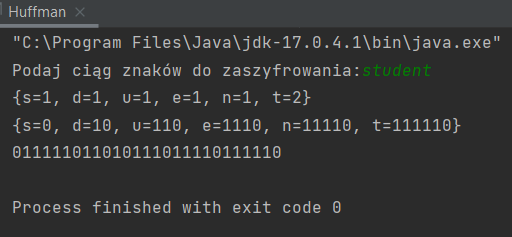 Huffman
"C:\Program Files\Java\jdk-17.0.4.1\bin\java.exe"
Podaj ciąg znaków do zaszyfrowania:student
{s=1, d=1, u=1, e=1, n=1, t=2}
{s=0, d=10, u=110, e=1110, n=11110, t=111110}
011111011010111011110111110
Process finished with exit code 0